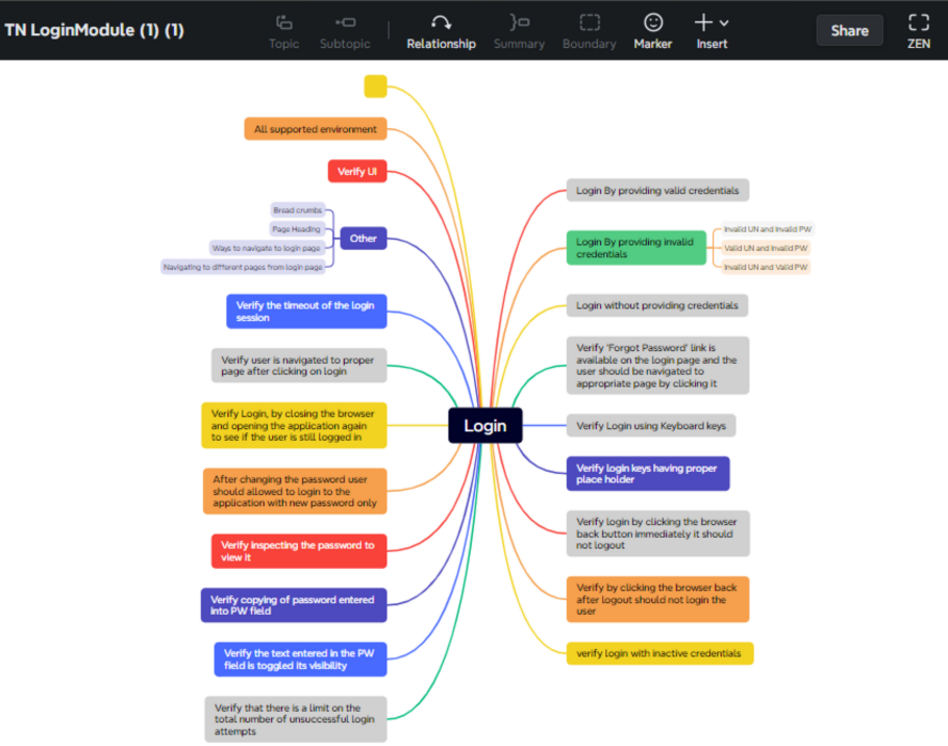 TN LoginModule (1) (1)
Topic
Subtopic
Relationship
Summary
Boundary
Marker
Insert
Share
ZEN
All supported environment
Verify UI
Other
Bread crumbs
Page Heading
Ways to navigate to login page
Navigating to different pages from login page
Verify the timeout of the login
session
Verify user is navigated to proper
page after clicking on login
Verify Login, by closing the browser
and opening the application again
to see if the user is still logged in
After changing the password user
should allowed to login to the
application with new password only
Verify inspecting the password to
view it
Verify copying of password entered
into PW field
Verify the text entered in the PW
field is toggled its visibility
Verify that there is a limit on the
total number of unsuccessful login
attempts
Login
Login By providing valid credentials
Login By providing invalid
credentials
Invalid UN and Invalid PW
Valid UN and Invalid PW
Invalid UN and Valid PW
Login without providing credentials
Verify 'Forgot Password' link is
available on the login page and the
user should be navigated to
appropriate page by clicking it
Verify Login using Keyboard keys
Verify login keys having proper
place holder
Verify login by clicking the browser
back button immediately it should
not logout
Verify by clicking the browser back
after logout should not login the
user
verify login with inactive credentials